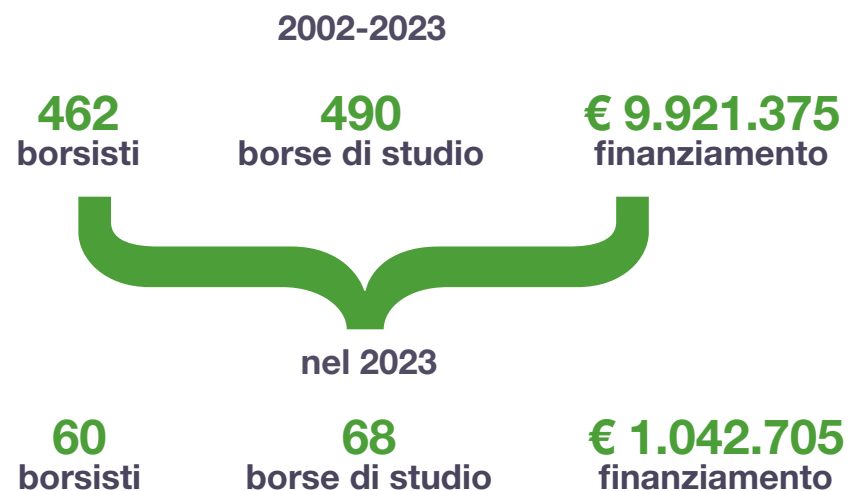 2002-2023
462 490 € 9.921.375
borsisti borse di studio finanziamento
nel 2023
60 68 € 1.042.705
borsisti borse di studio finanziamento